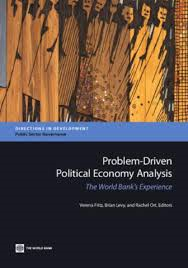 DIRECTIONS IN DEVELOPMENT
Public Sector Governance
Problem-Driven
Political Economy Analysis
The World Bank's Experience
Verena Fritz, Brian Levy, and Rachel Ort, Editors
THE WORLD BANK